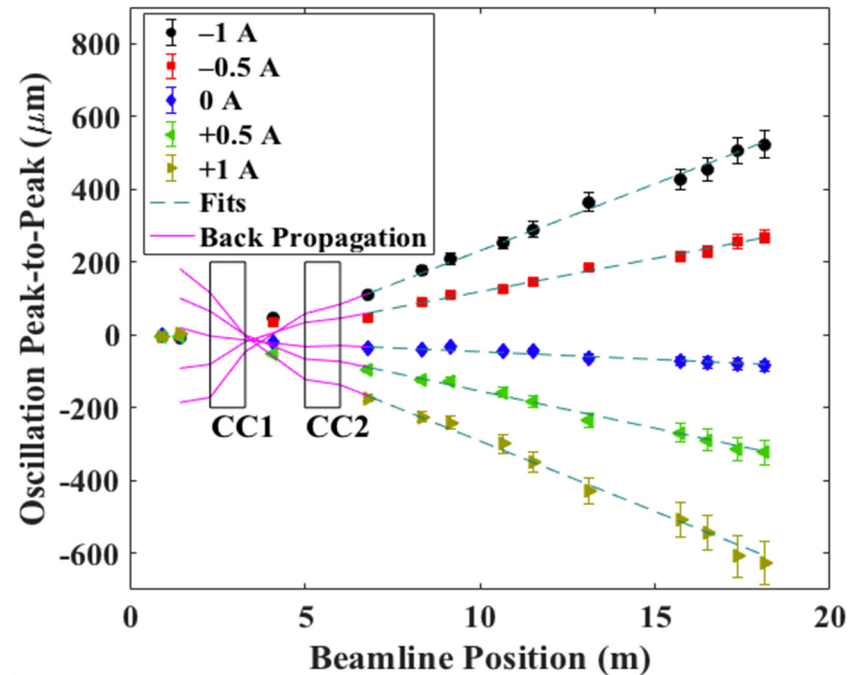 Oscillation Peak-to-Peak (μm)
800
600
400
200
0
-200
-400
-600
–1 A
–0.5 A
0 A
+0.5 A
+1 A
Fits
Back Propagation
CC1 CC2
0 5 10 15 20
Beamline Position (m)